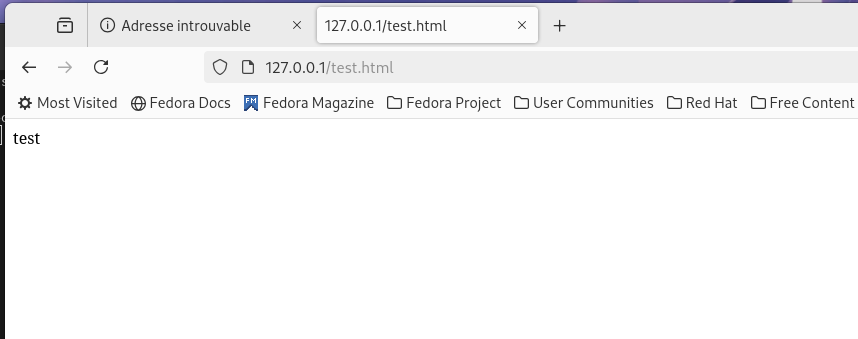 Adresse introuvable
127.0.0.1/test.html
127.0.0.1/test.html
Most Visited Fedora Docs FM Fedora Magazine Fedora Project User Communities Red Hat Free Content
test